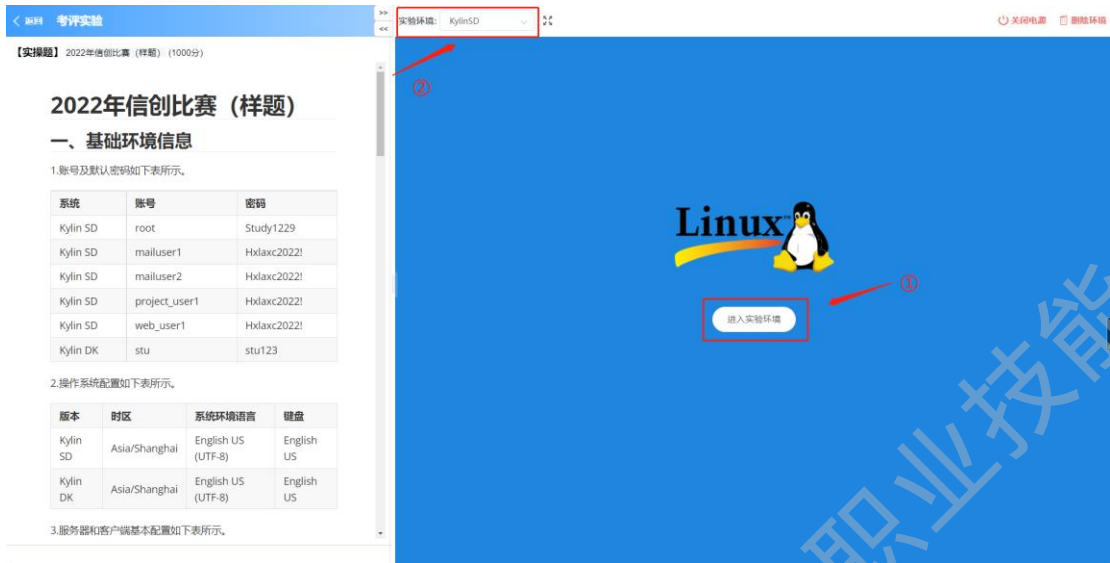 < 返回 考评实验
>>
<<
实验环境: KylinSD
关闭电源 删除环境
【实操题】 2022年信创比赛（样题） (1000分)
②
2022年信创比赛（样题）
一、基础环境信息
1.账号及默认密码如下表所示。
系统 账号 密码
Kylin SD root Study1229
Kylin SD mailuser1 Hxlaxc2022!
Kylin SD mailuser2 Hxlaxc2022!
Kylin SD project_user1 Hxlaxc2022!
Kylin SD web_user1 Hxlaxc2022!
Kylin DK stu stu123
Linux™
①
进入实验环境
2.操作系统配置如下表所示。
版本 时区 系统环境语言 键盘
Kylin SD Asia/Shanghai English US (UTF-8) English US
Kylin DK Asia/Shanghai English US (UTF-8) English US
3.服务器和客户端基本配置如下表所示。
职业技能